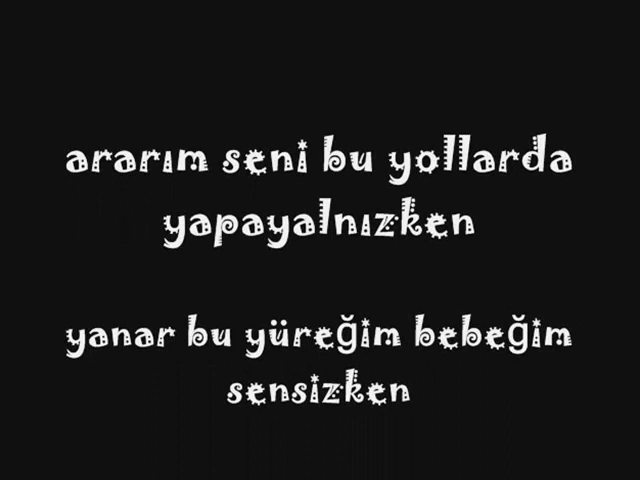 ararım seni bu yollarda
yapayalnızken
yanar bu yüreğim bebeğim
sensizken